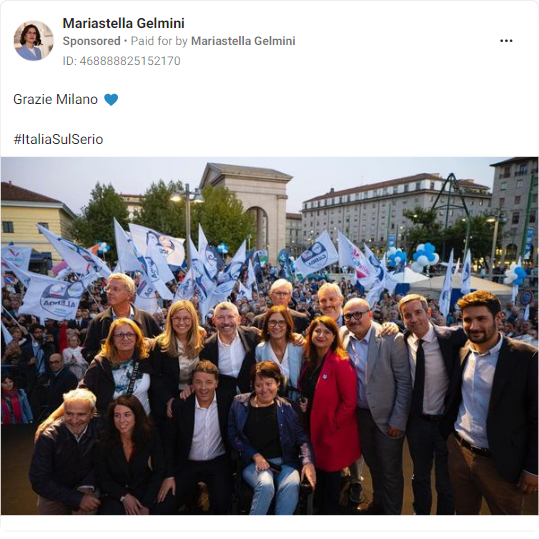 Mariastella Gelmini
Sponsored • Paid for by Mariastella Gelmini
ID: 468888825152170
Grazie Milano 💙
#ItaliaSulSerio